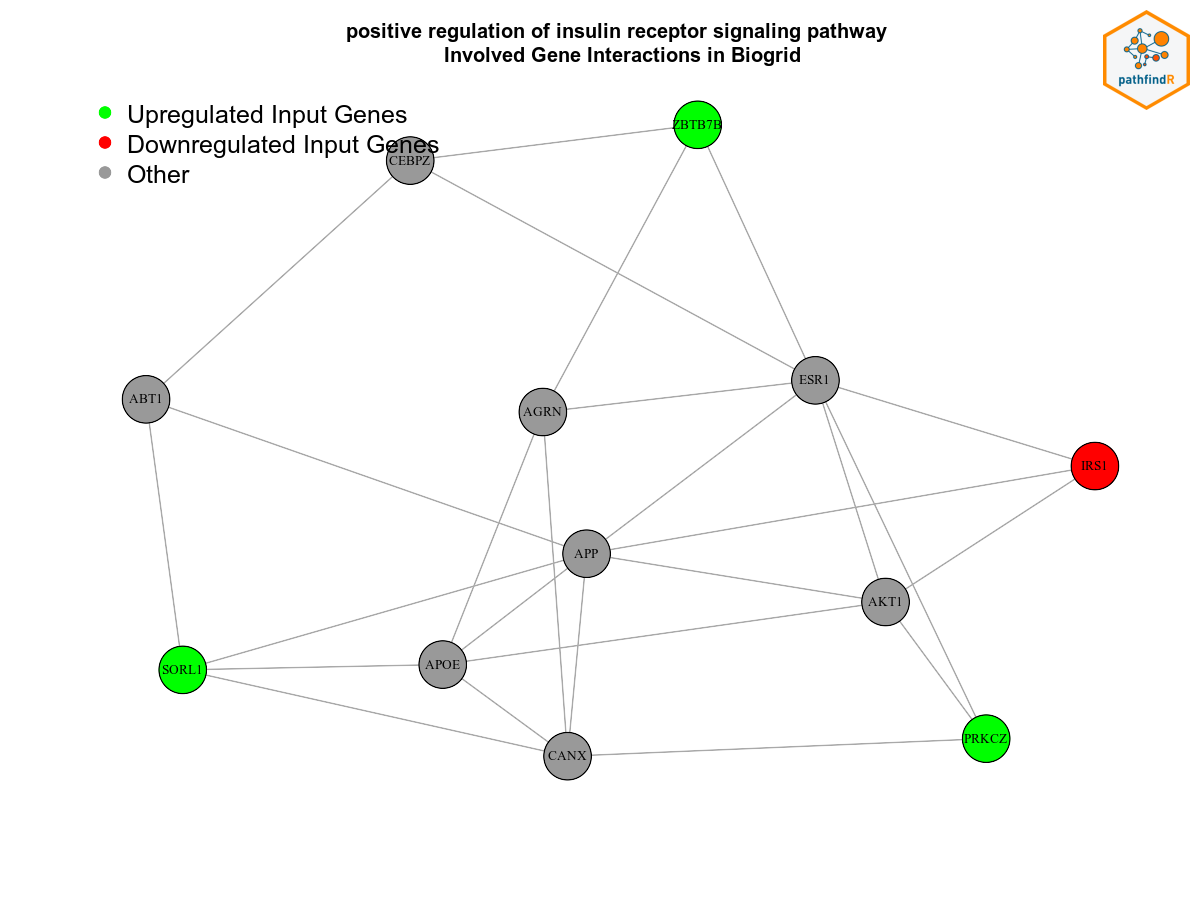 positive regulation of insulin receptor signaling pathway
Involved Gene Interactions in Biogrid
pathfindR
Upregulated Input Genes
Downregulated Input Genes
Other
ZBTB7B
CEBPZ
ESR1
ABT1
AGRN
IRS1
APP
AKT1
APOE
SORL1
PRKCZ
CANX